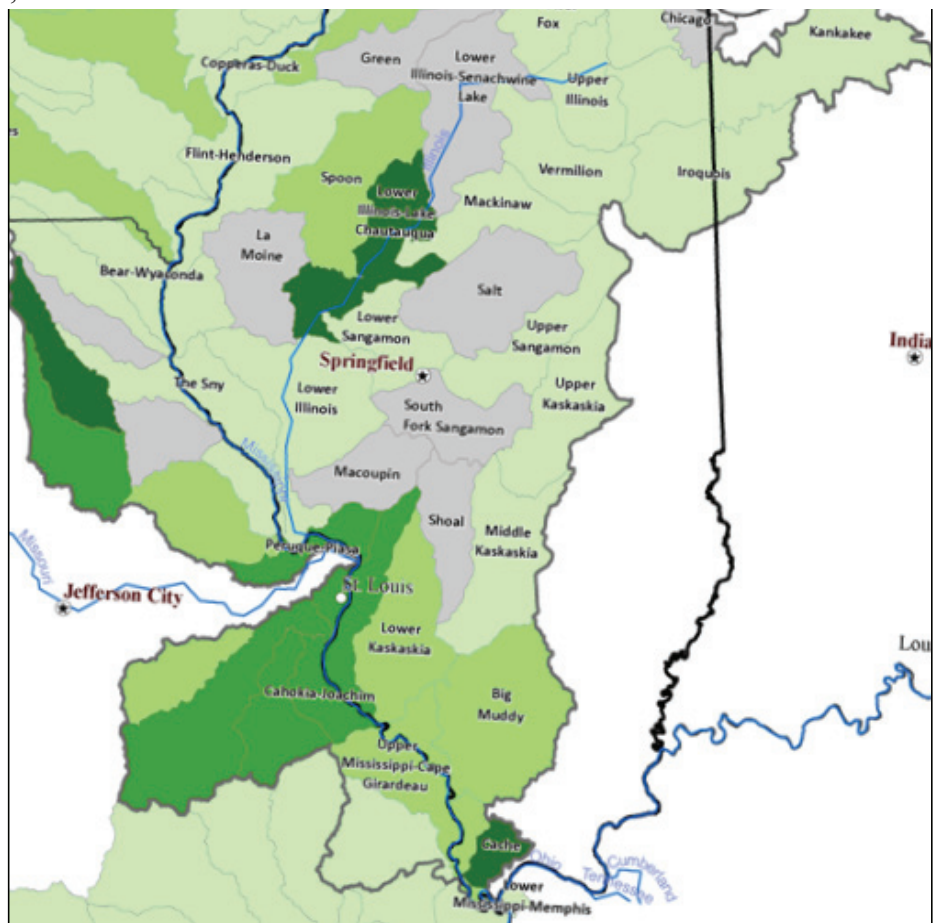 Chicago
Kankakee
Fox
Green
Lower
Illinois-Senachwine
Lake
Copperas-Duck
Upper
Illinois
Illinois
Flint-Henderson
Spoon
Vermilion
Iroquois
Lower
Illinois-Lake
Chautauqua
Mackinaw
La
Moine
Bear-Wyaconda
Salt
Lower
Sangamon
Upper
Sangamon
India
Springfield
The Sny
Lower
Illinois
South
Fork Sangamon
Upper
Kaskaskia
Macoupin
Shoal
Middle
Kaskaskia
Missouri
Peruque-Piasa
Jefferson City
St. Louis
Lower
Kaskaskia
Lou
Cahokia-Joachim
Big
Muddy
Upper
Mississippi-Cape
Girardeau
Cache
Ohio
Cumberland
Tennessee
Lower
Mississippi-Memphis